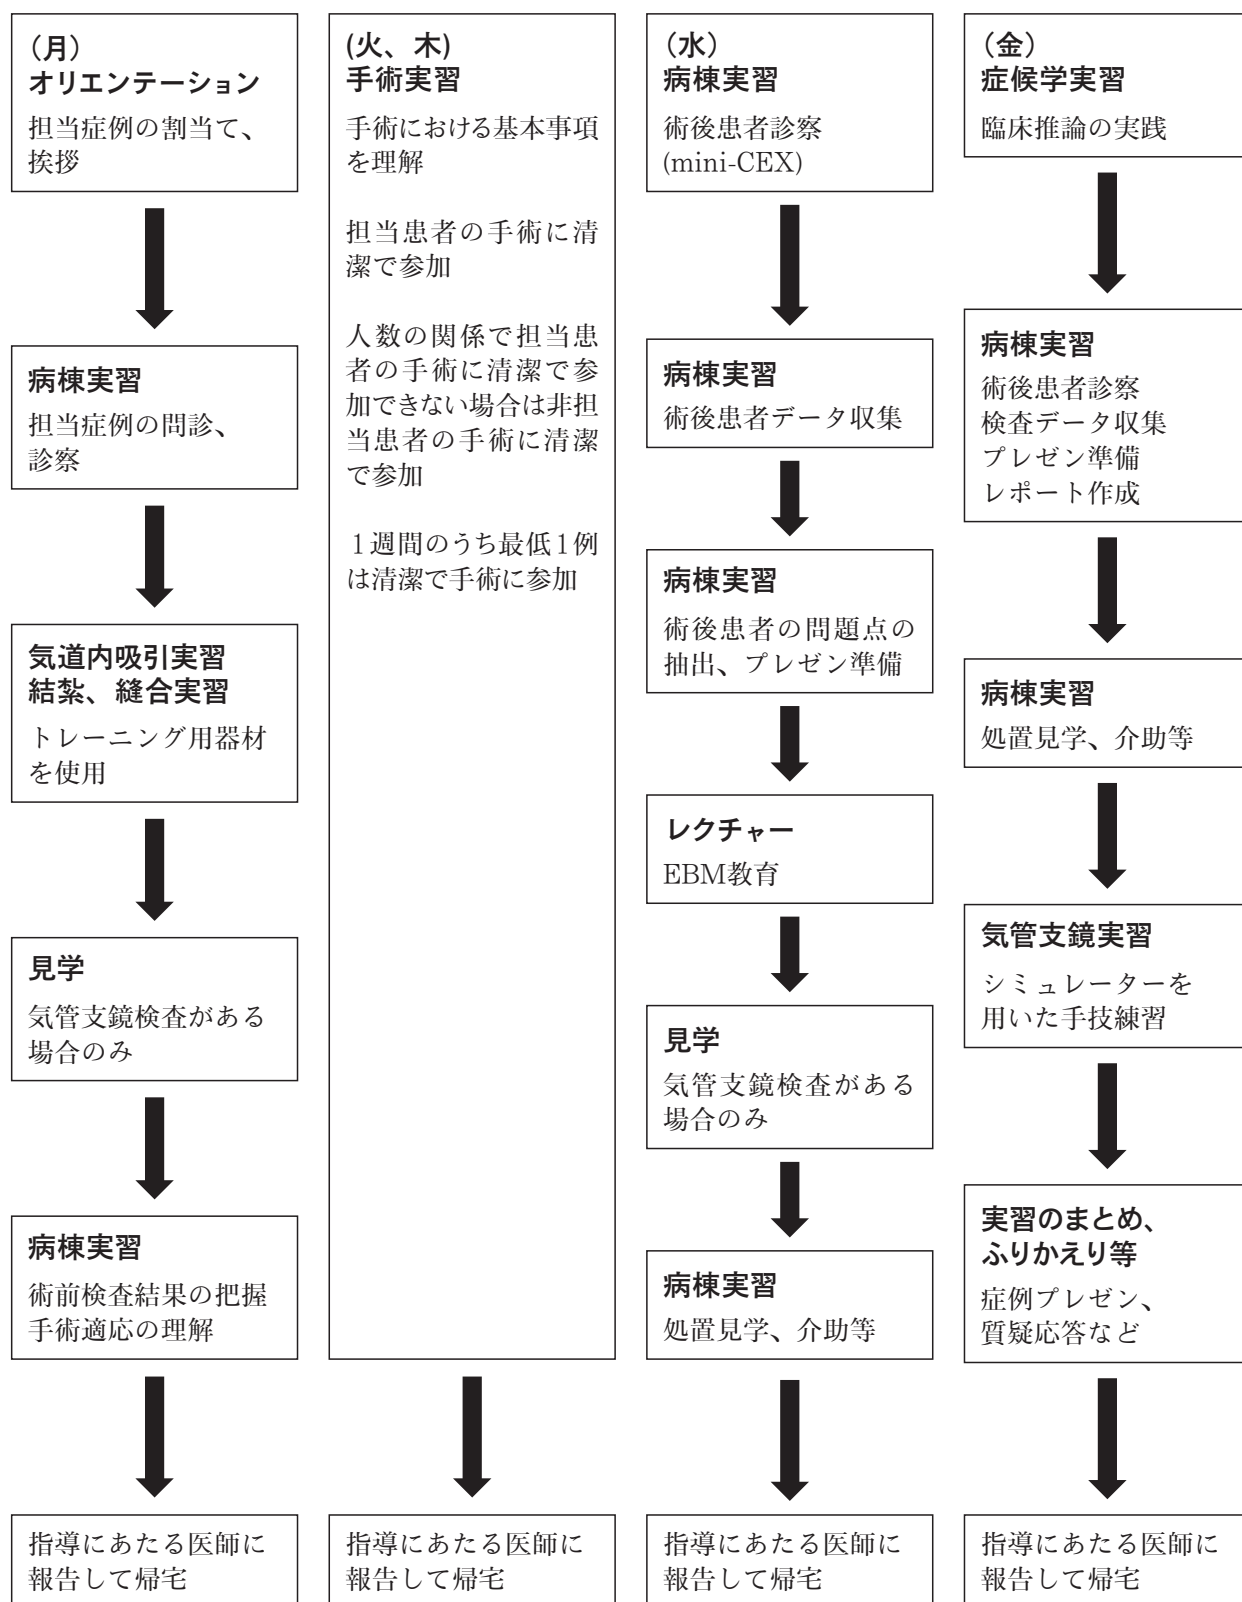 （月）
オリエンテーション
担当症例の割当て、
挨拶
病棟実習
担当症例の問診、
診察
気道内吸引実習
結紮、縫合実習
トレーニング用器材
を使用
見学
気管支鏡検査がある
場合のみ
病棟実習
術前検査結果の把握
手術適応の理解
指導にあたる医師に
報告して帰宅
(火、木)
手術実習
手術における基本事項
を理解
担当患者の手術に清
潔で参加
人数の関係で担当患
者の手術に清潔で参
加できない場合は非担
当患者の手術に清潔
で参加
1週間のうち最低1例
は清潔で手術に参加
指導にあたる医師に
報告して帰宅
（水）
病棟実習
術後患者診察
(mini-CEX)
病棟実習
術後患者データ収集
病棟実習
術後患者の問題点の
抽出、プレゼン準備
レクチャー
EBM教育
見学
気管支鏡検査がある
場合のみ
病棟実習
処置見学、介助等
指導にあたる医師に
報告して帰宅
（金）
症候学実習
臨床推論の実践
病棟実習
術後患者診察
検査データ収集
プレゼン準備
レポート作成
病棟実習
処置見学、介助等
気管支鏡実習
シミュレーターを
用いた手技練習
実習のまとめ、
ふりかえり等
症例プレゼン、
質疑応答など
指導にあたる医師に
報告して帰宅